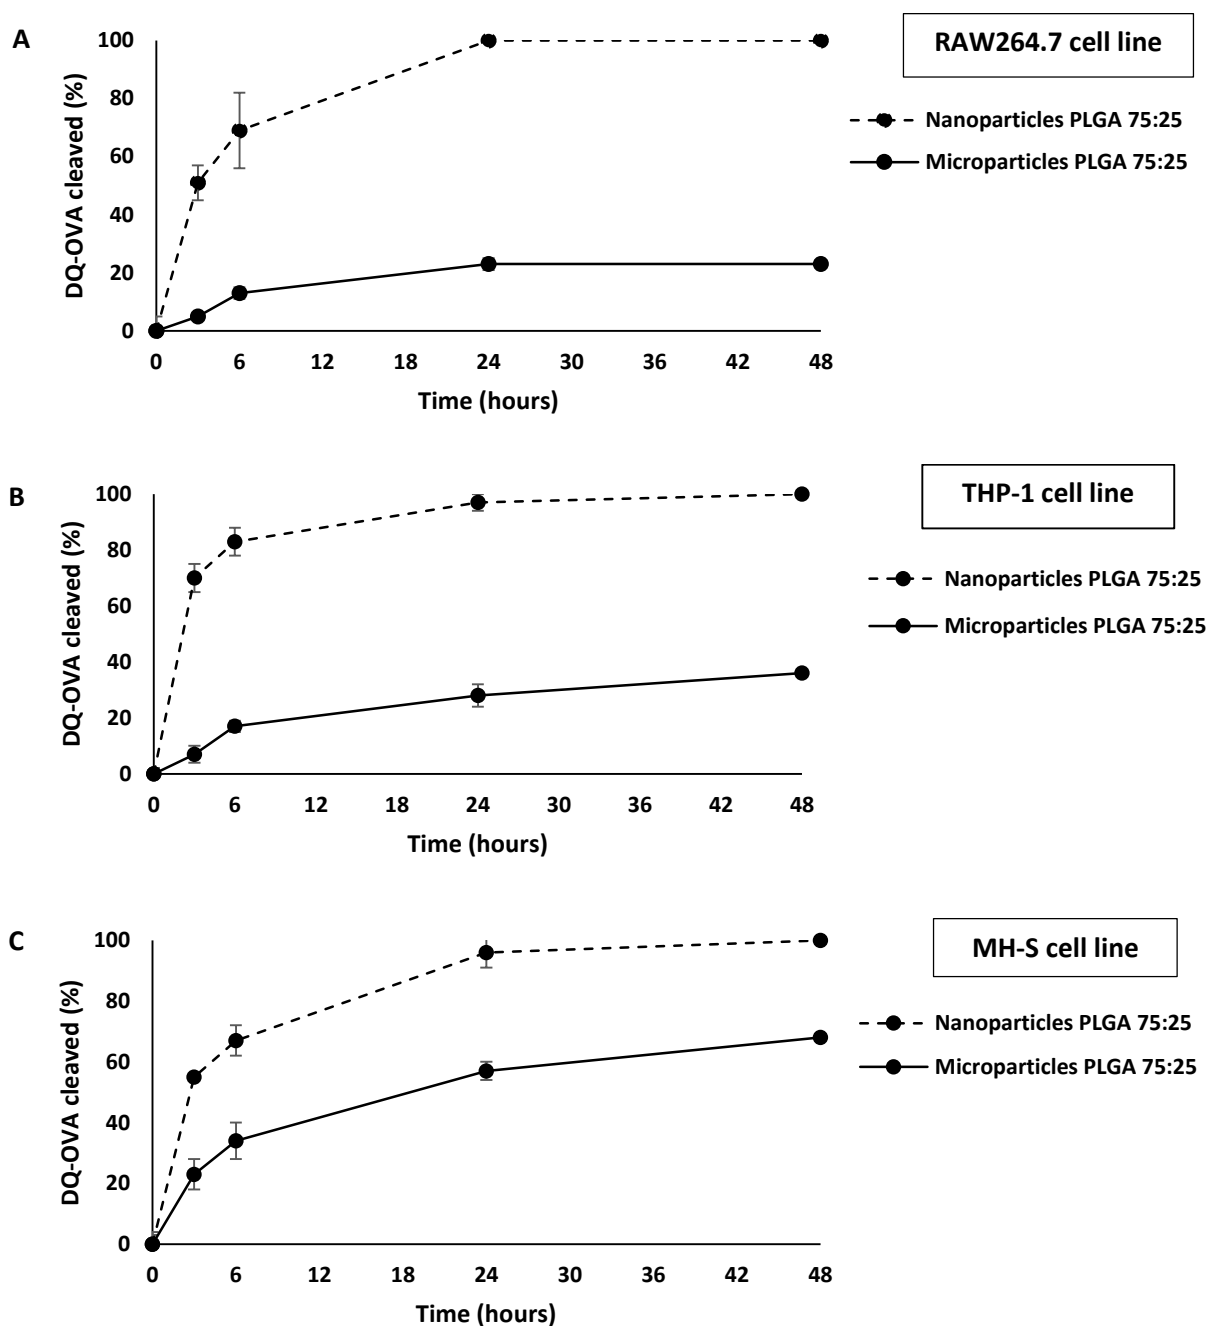 A
RAW264.7 cell line
DQ-OVA cleaved (%)
100
80
60
40
20
0
0 6 12 18 24 30 36 42 48
Time (hours)
Nanoparticles PLGA 75:25
Microparticles PLGA 75:25
B
THP-1 cell line
DQ-OVA cleaved (%)
100
80
60
40
20
0
0 6 12 18 24 30 36 42 48
Time (hours)
Nanoparticles PLGA 75:25
Microparticles PLGA 75:25
C
MH-S cell line
DQ-OVA cleaved (%)
100
80
60
40
20
0
0 6 12 18 24 30 36 42 48
Time (hours)
Nanoparticles PLGA 75:25
Microparticles PLGA 75:25